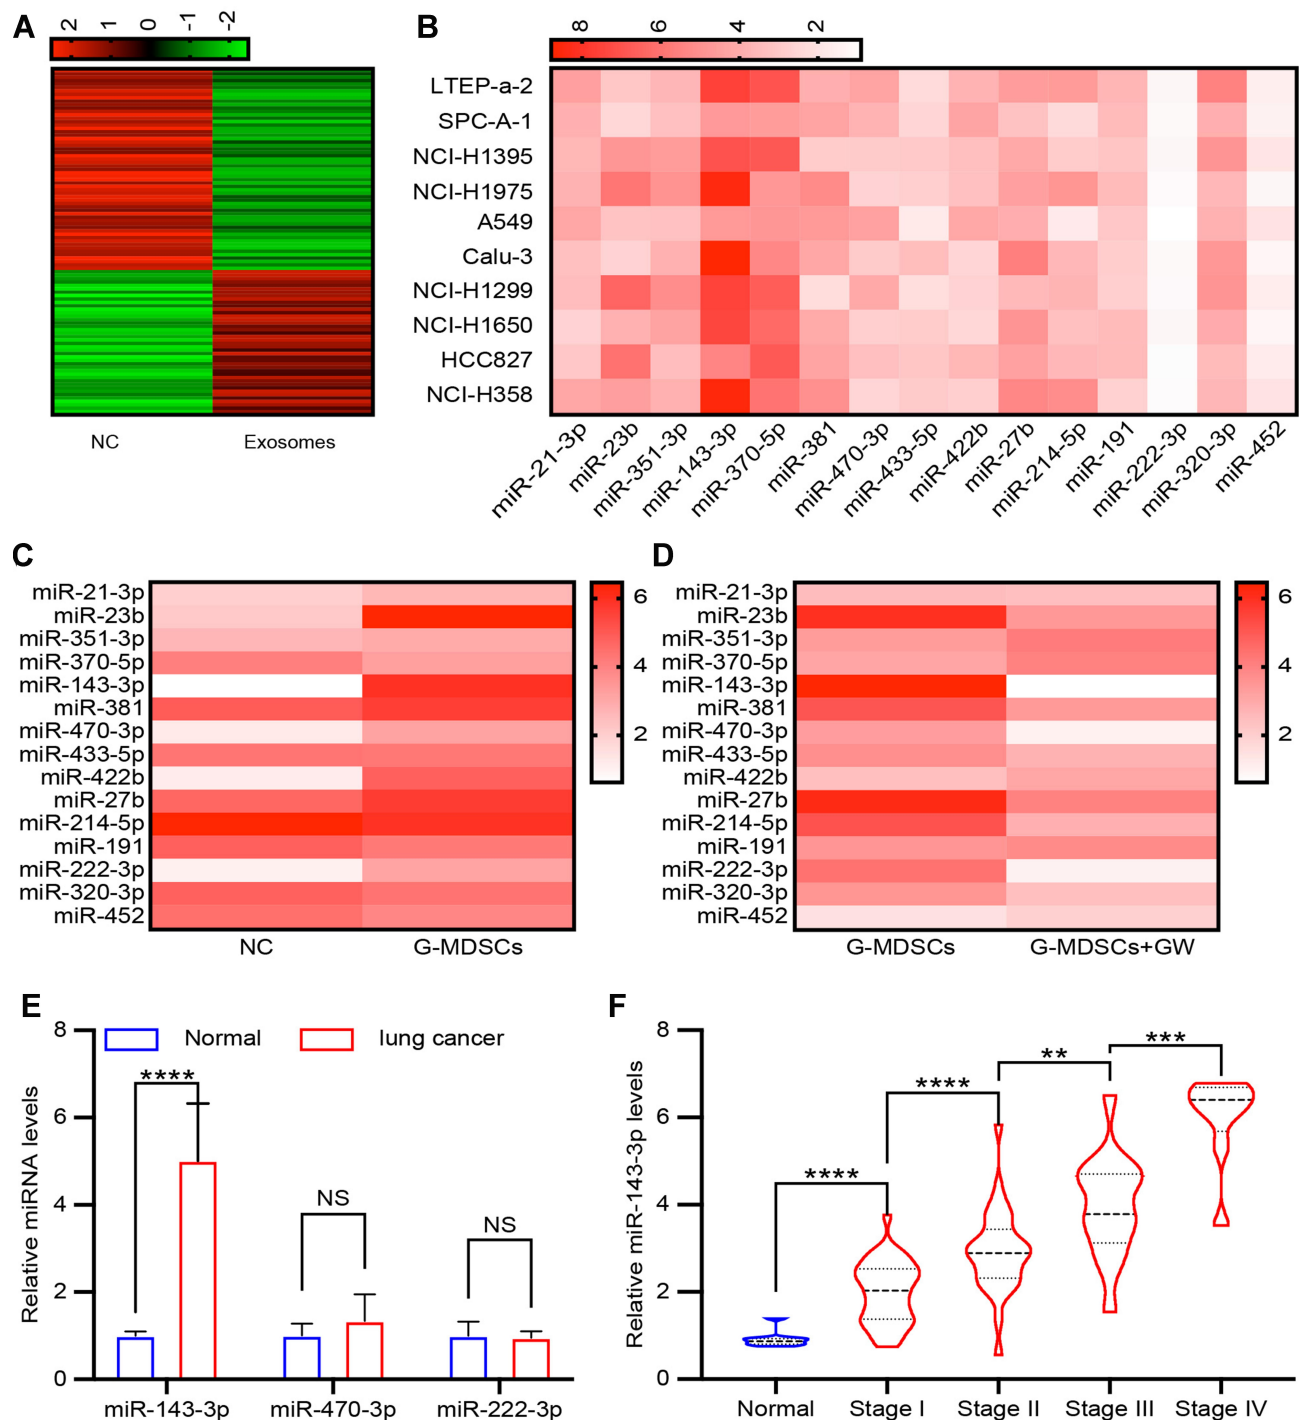 A
2 1 0 -1 -2
NC Exosomes
B
8 6 4 2
LTEP-a-2
SPC-A-1
NCI-H1395
NCI-H1975
A549
Calu-3
NCI-H1299
NCI-H1650
HCC827
NCI-H358
miR-21-3p
miR-23b
miR-351-3p
miR-143-3p
miR-370-5p
miR-381
miR-470-3p
miR-433-5p
miR-422b
miR-27b
miR-214-5p
miR-191
miR-222-3p
miR-320-3p
miR-452
C
miR-21-3p
miR-23b
miR-351-3p
miR-370-5p
miR-143-3p
miR-381
miR-470-3p
miR-433-5p
miR-422b
miR-27b
miR-214-5p
miR-191
miR-222-3p
miR-320-3p
miR-452
NC G-MDSCs
6
4
2
D
miR-21-3p
miR-23b
miR-351-3p
miR-370-5p
miR-143-3p
miR-381
miR-470-3p
miR-433-5p
miR-422b
miR-27b
miR-214-5p
miR-191
miR-222-3p
miR-320-3p
miR-452
G-MDSCs G-MDSCs+GW
6
4
2
E
Relative miRNA levels
8
6
4
2
0
Normal lung cancer
****
NS
NS
miR-143-3p miR-470-3p miR-222-3p
F
Relative miR-143-3p levels
8
6
4
2
0
****
****
**
***
Normal Stage I Stage II Stage III Stage IV